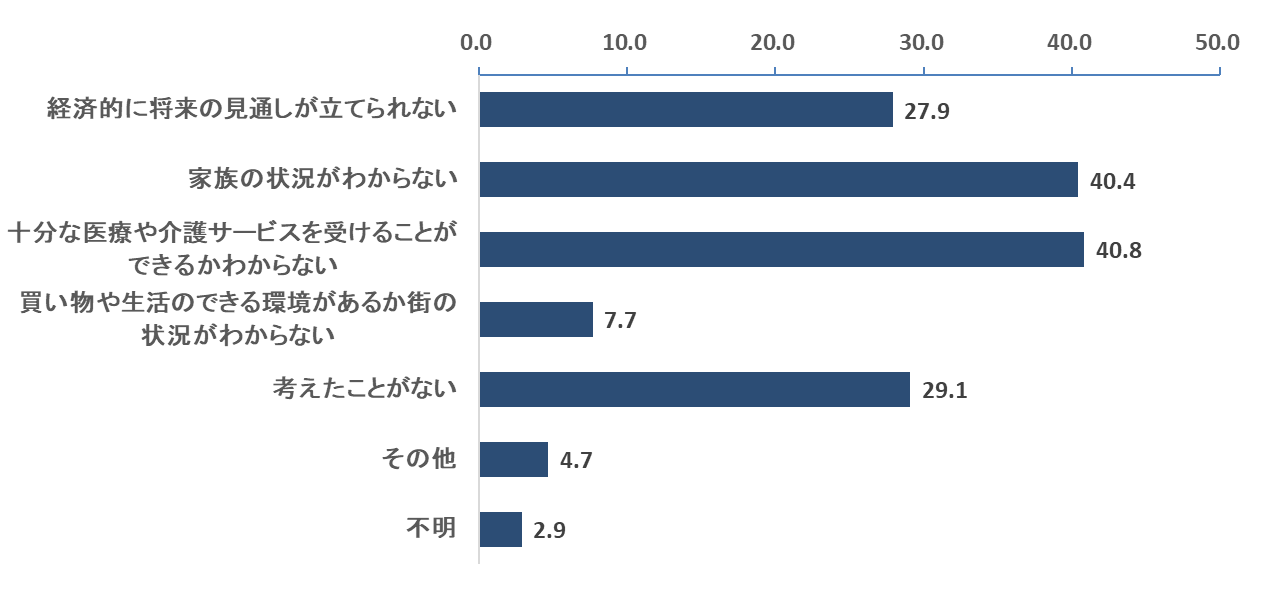 0.0 10.0 20.0 30.0 40.0 50.0
経済的に将来の見通しが立てられない 27.9
家族の状況がわからない 40.4
十分な医療や介護サービスを受けることが
できるかわからない 40.8
買い物や生活のできる環境があるか街の
状況がわからない 7.7
考えたことがない 29.1
その他 4.7
不明 2.9